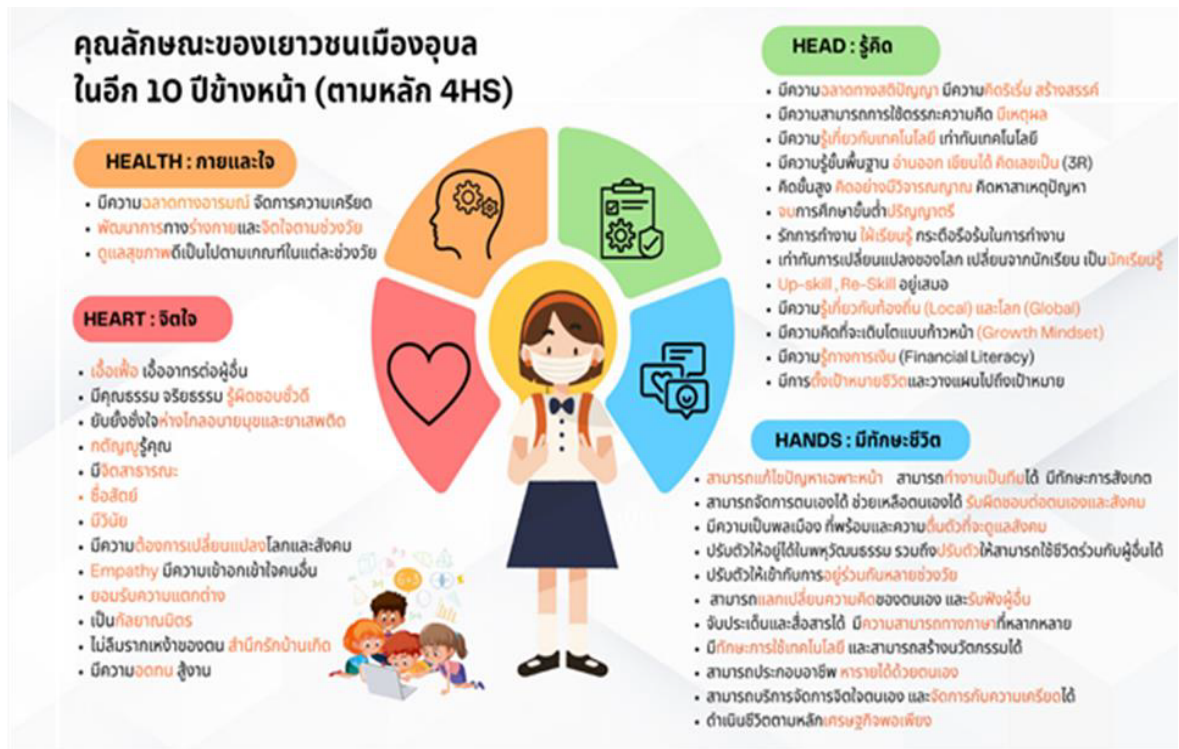 คุณลักษณะของเยาวชนเมืองอุบล
ในอีก 10 ปีข้างหน้า (ตามหลัก 4HS)
HEALTH : กายและใจ
• มีความฉลาดทางอารมณ์ จัดการความเครียด
• พัฒนาการทางร่างกายและจิตใจตามช่วงวัย
• ดูแลสุขภาพดีเป็นไปตามเกณฑ์ในแต่ละช่วงวัย
HEART : จิตใจ
• เอื้อเฟื้อ เอื้ออาทรต่อผู้อื่น
• มีคุณธรรม จริยธรรม รู้ผิดชอบชั่วดี
• ยับยั้งชั่งใจห่างไกลอบายมุขและยาเสพติด
• กตัญญูรู้คุณ
• มีจิตสาธารณะ
• ซื่อสัตย์
• มีวินัย
• มีความต้องการเปลี่ยนแปลงโลกและสังคม
• Empathy มีความเข้าอกเข้าใจคนอื่น
• ยอมรับความแตกต่าง
• เป็นกัลยาณมิตร
• ไม่ลืมรากเหง้าของตน สำนึกรักบ้านเกิด
• มีความอดทน สู้งาน
HEAD : รู้คิด
• มีความฉลาดทางสติปัญญา มีความคิดริเริ่ม สร้างสรรค์
• มีความสามารถการใช้ตรรกะความคิด มีเหตุผล
• มีความรู้เกี่ยวกับเทคโนโลยี เท่าทันเทคโนโลยี
• มีความรู้ขั้นพื้นฐาน อ่านออก เขียนได้ คิดเลขเป็น (3R)
• คิดขั้นสูง คิดอย่างมีวิจารณญาณ คิดหาสาเหตุปัญหา
• จบการศึกษาขั้นต่ำปริญญาตรี
• รักการทำงาน ใฝ่เรียนรู้ กระตือรือร้นในการทำงาน
• เท่าทันการเปลี่ยนแปลงของโลก เปลี่ยนจากนักเรียน เป็นนักเรียนรู้
• Up-skill , Re-Skill อยู่เสมอ
• มีความรู้เกี่ยวกับท้องถิ่น (Local) และโลก (Global)
• มีความคิดที่จะเติบโตแบบก้าวหน้า (Growth Mindset)
• มีความรู้ทางการเงิน (Financial Literacy)
• มีการตั้งเป้าหมายชีวิตและวางแผนไปถึงเป้าหมาย
HANDS : มีทักษะชีวิต
• สามารถแก้ไขปัญหาเฉพาะหน้า สามารถทำงานเป็นทีมได้ มีทักษะการสังเกต
• สามารถจัดการตนเองได้ ช่วยเหลือตนเองได้ รับผิดชอบต่อตนเองและสังคม
• มีความเป็นพลเมือง ที่พร้อมและความตื่นตัวที่จะดูแลสังคม
• ปรับตัวให้อยู่ได้ในพหุวัฒนธรรม รวมถึงปรับตัวให้สามารถใช้ชีวิตร่วมกับผู้อื่นได้
• ปรับตัวให้เข้ากับการอยู่ร่วมกันหลายช่วงวัย
• สามารถแลกเปลี่ยนความคิดของตนเอง และรับฟังผู้อื่น
• จับประเด็นและสื่อสารได้ มีความสามารถทางภาษาที่หลากหลาย
• มีทักษะการใช้เทคโนโลยี และสามารถสร้างนวัตกรรมได้
• สามารถประกอบอาชีพ หารายได้ด้วยตนเอง
• สามารถบริการจัดการจิตใจตนเอง และจัดการกับความเครียดได้
• ดำเนินชีวิตตามหลักเศรษฐกิจพอเพียง